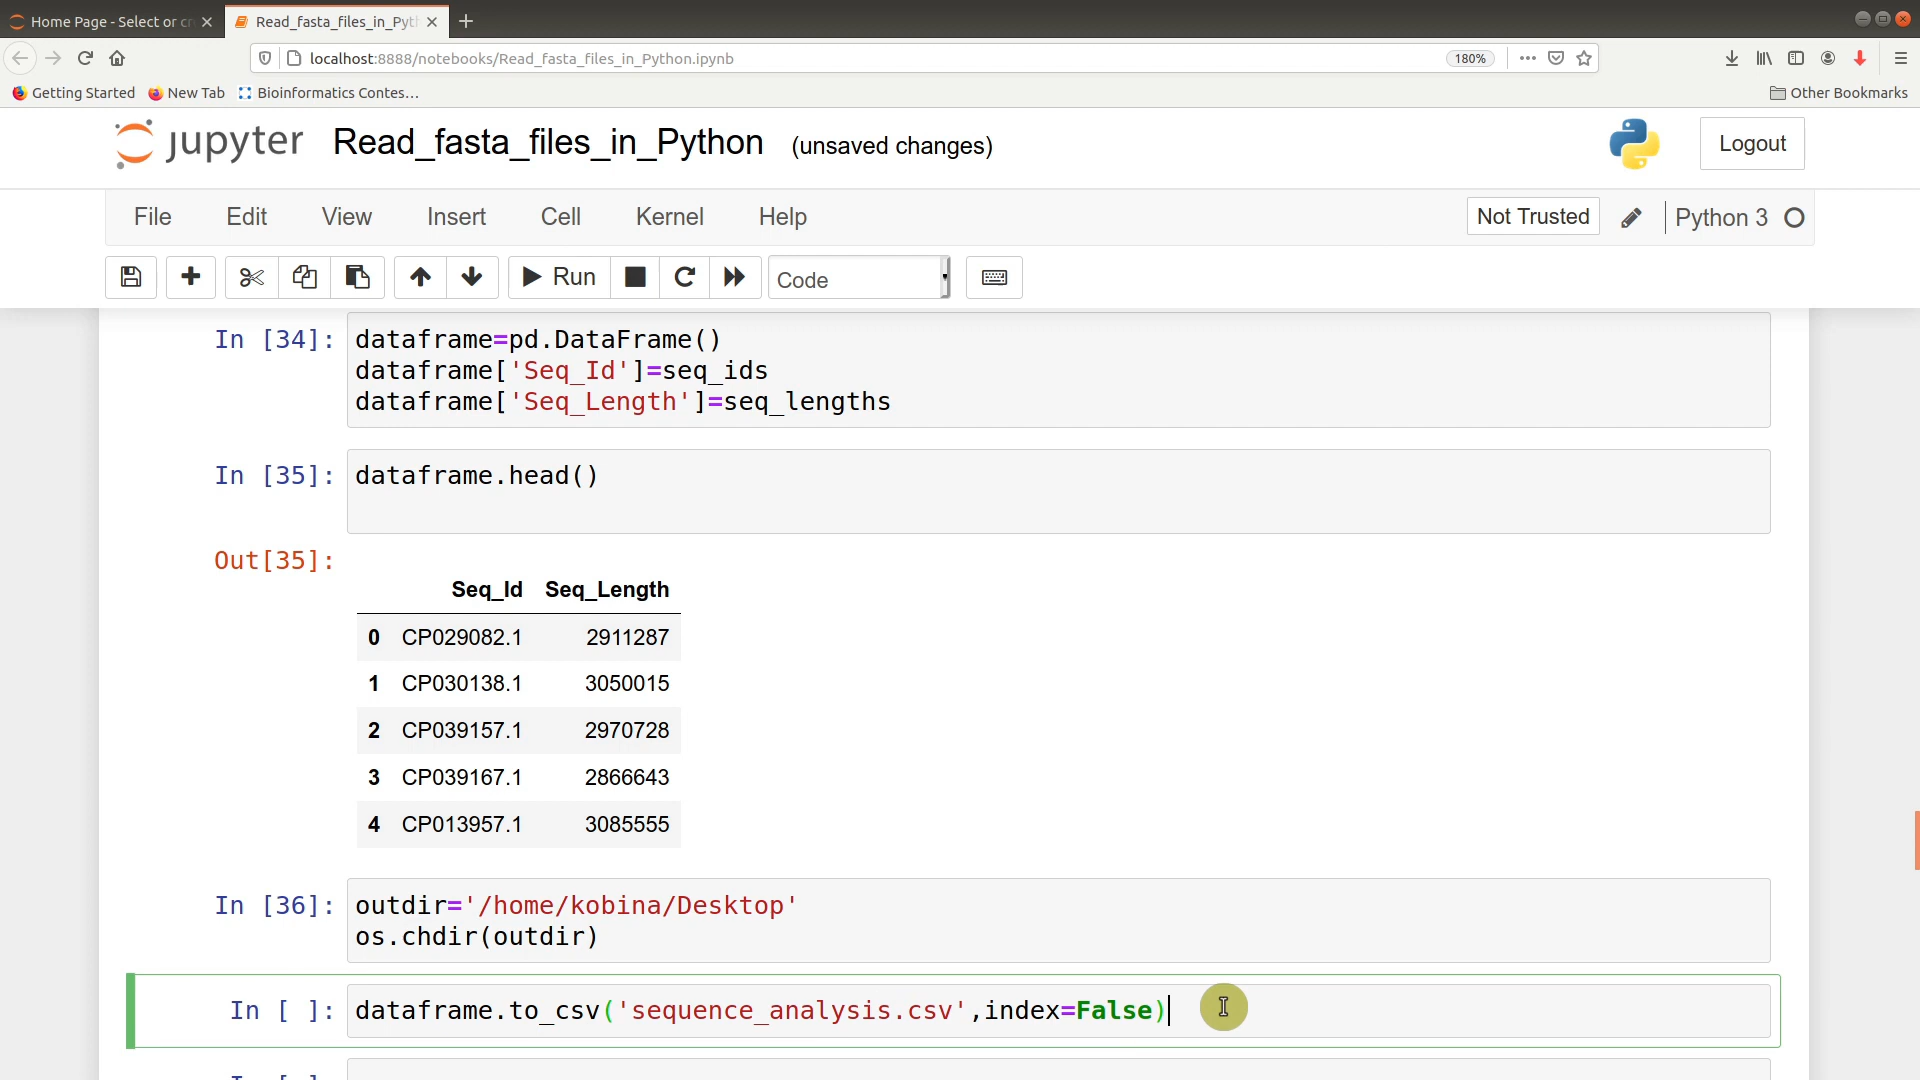 Home Page - Select or cr
Read_fasta_files_in_Pyt
localhost:8888/notebooks/Read_fasta_files_in_Python.ipynb
180%
Getting Started
New Tab
Bioinformatics Contes…
Other Bookmarks
jupyter
Read_fasta_files_in_Python
(unsaved changes)
Logout
File
Edit
View
Insert
Cell
Kernel
Help
Not Trusted
Python 3
Run
Code
In [34]:
dataframe=pd.DataFrame()
dataframe['Seq_Id']=seq_ids
dataframe['Seq_Length']=seq_lengths
In [35]:
dataframe.head()
Out[35]:
Seq_Id Seq_Length
0 CP029082.1 2911287
1 CP030138.1 3050015
2 CP039157.1 2970728
3 CP039167.1 2866643
4 CP013957.1 3085555
In [36]:
outdir='/home/kobina/Desktop'
os.chdir(outdir)
In [ ]:
dataframe.to_csv('sequence_analysis.csv',index=False)